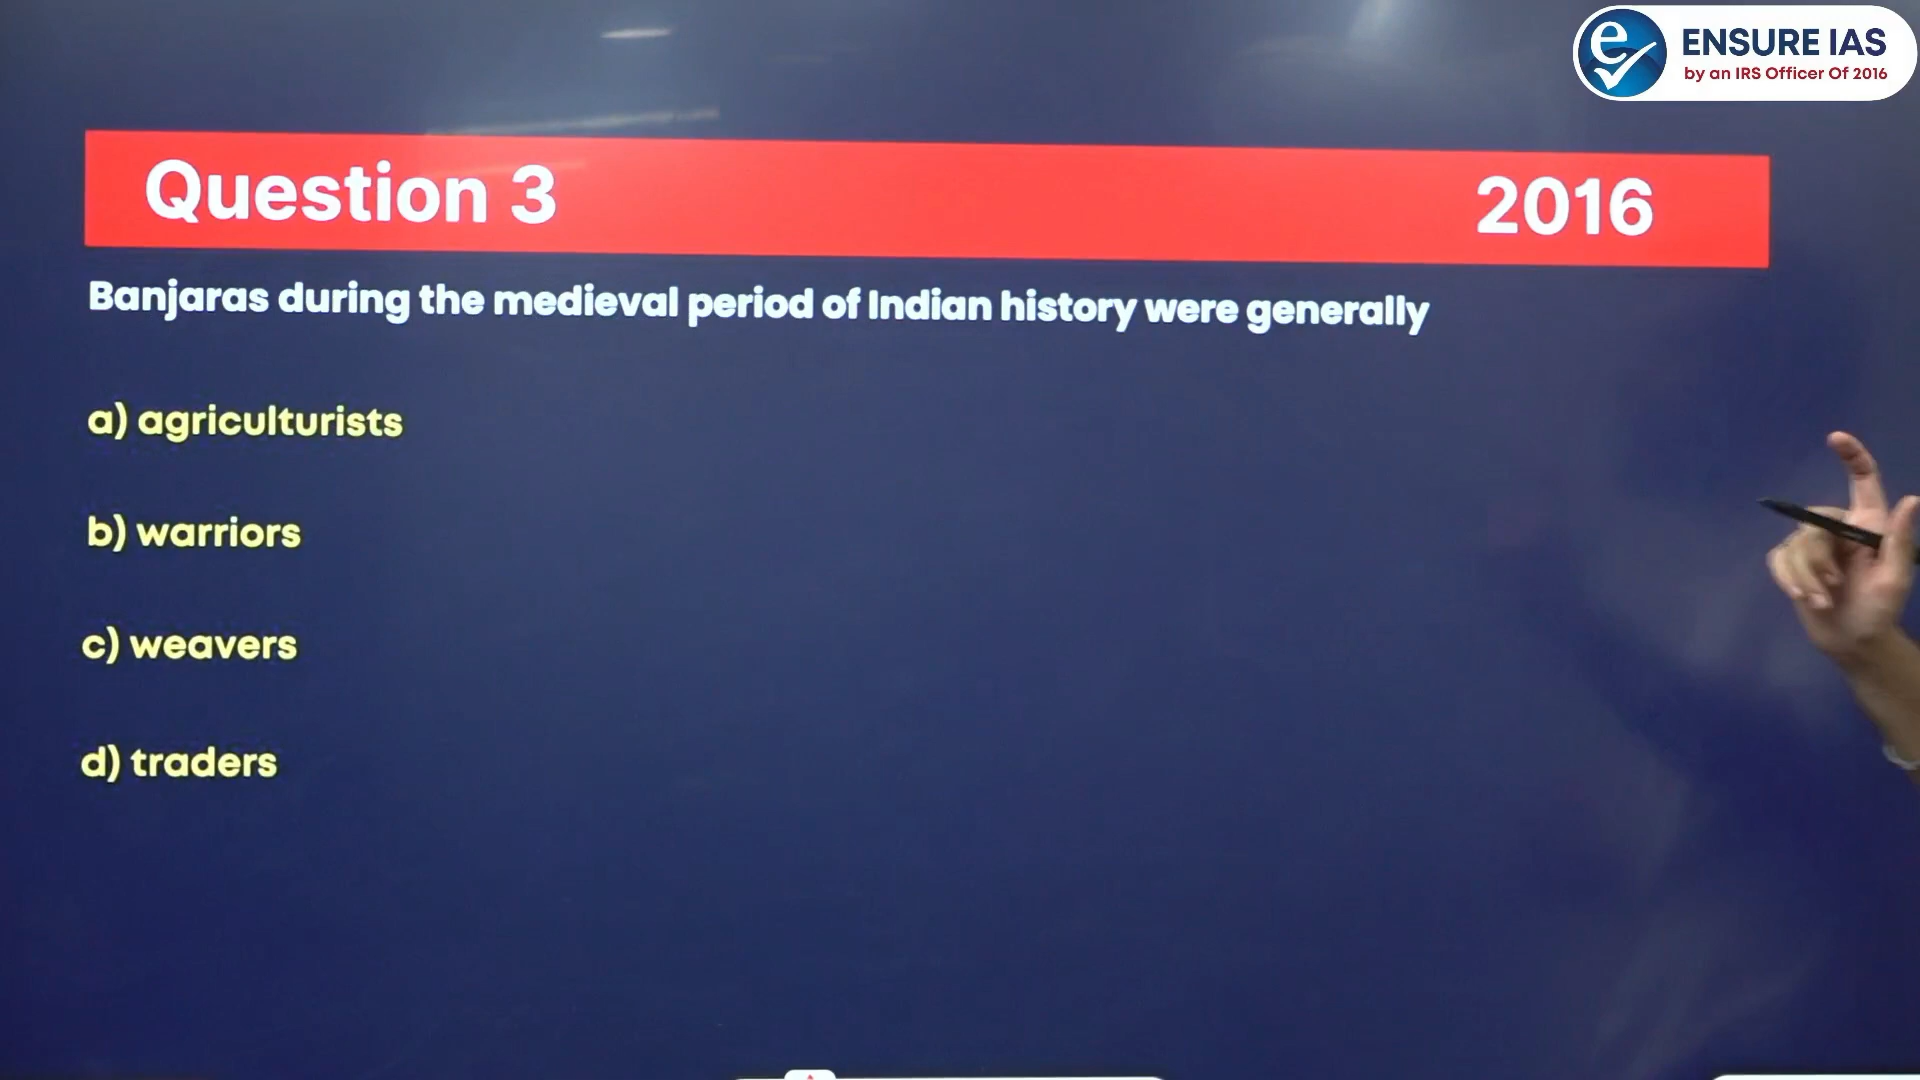 ENSURE IAS
by an IRS Officer Of 2016
Question 3 2016
Banjaras during the medieval period of Indian history were generally
a) agriculturists
b) warriors
c) weavers
d) traders